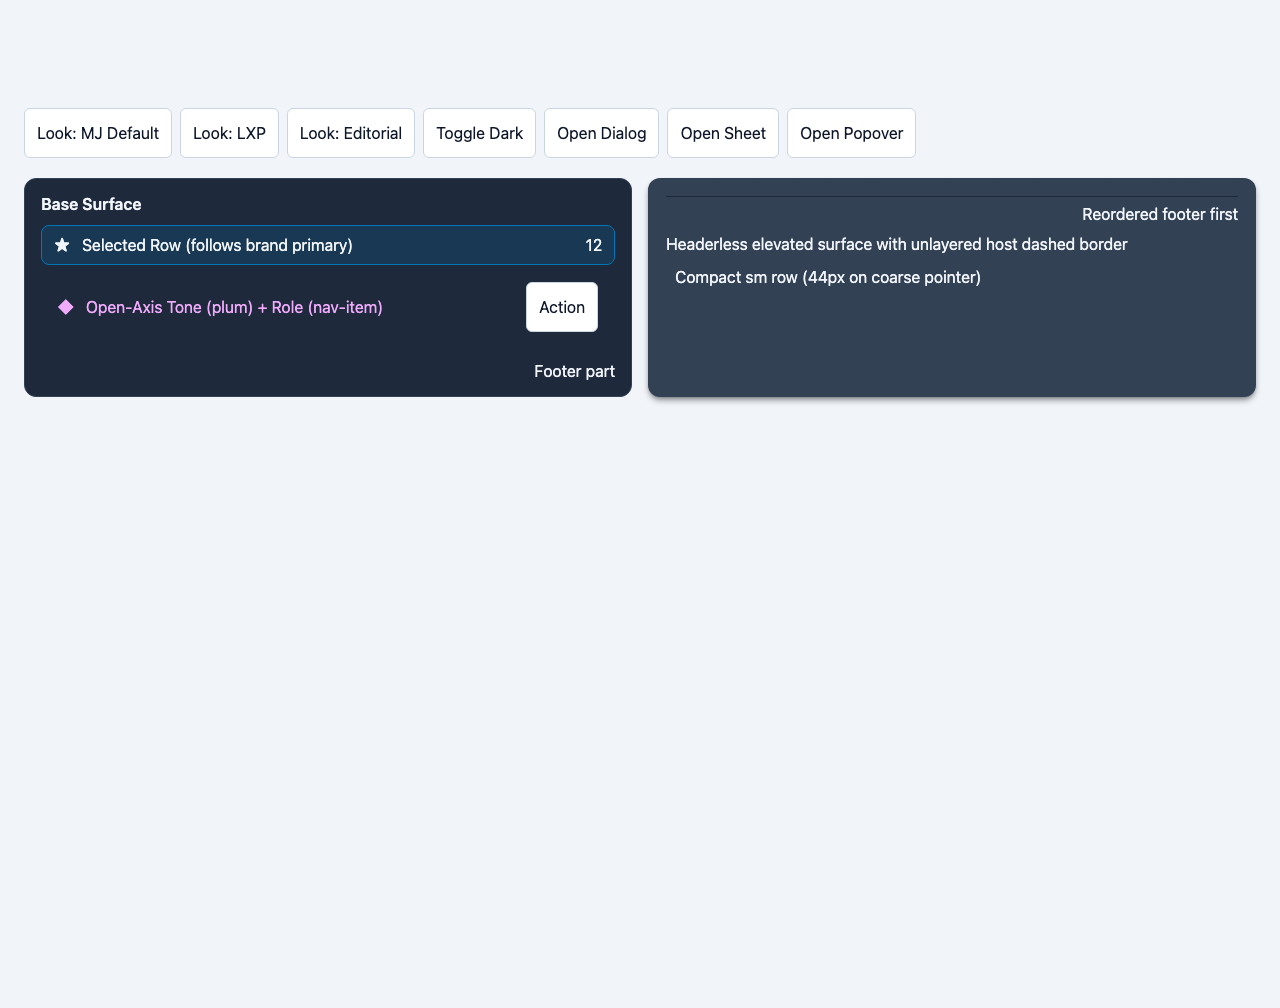 Look: MJ Default
Look: LXP
Look: Editorial
Toggle Dark
Open Dialog
Open Sheet
Open Popover
Base Surface
Selected Row (follows brand primary)
12
Open-Axis Tone (plum) + Role (nav-item)
Action
Footer part
Reordered footer first
Headerless elevated surface with unlayered host dashed border
Compact sm row (44px on coarse pointer)